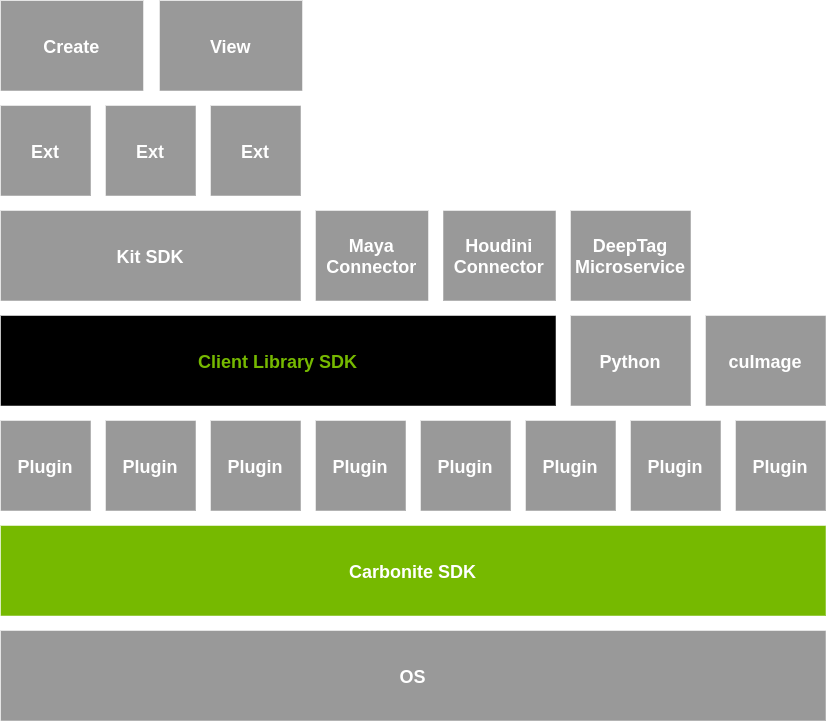 Create
View
Ext
Ext
Ext
Kit SDK
Maya
Connector
Houdini
Connector
DeepTag
Microservice
Client Library SDK
Python
cuImage
Plugin
Plugin
Plugin
Plugin
Plugin
Plugin
Plugin
Plugin
Carbonite SDK
OS